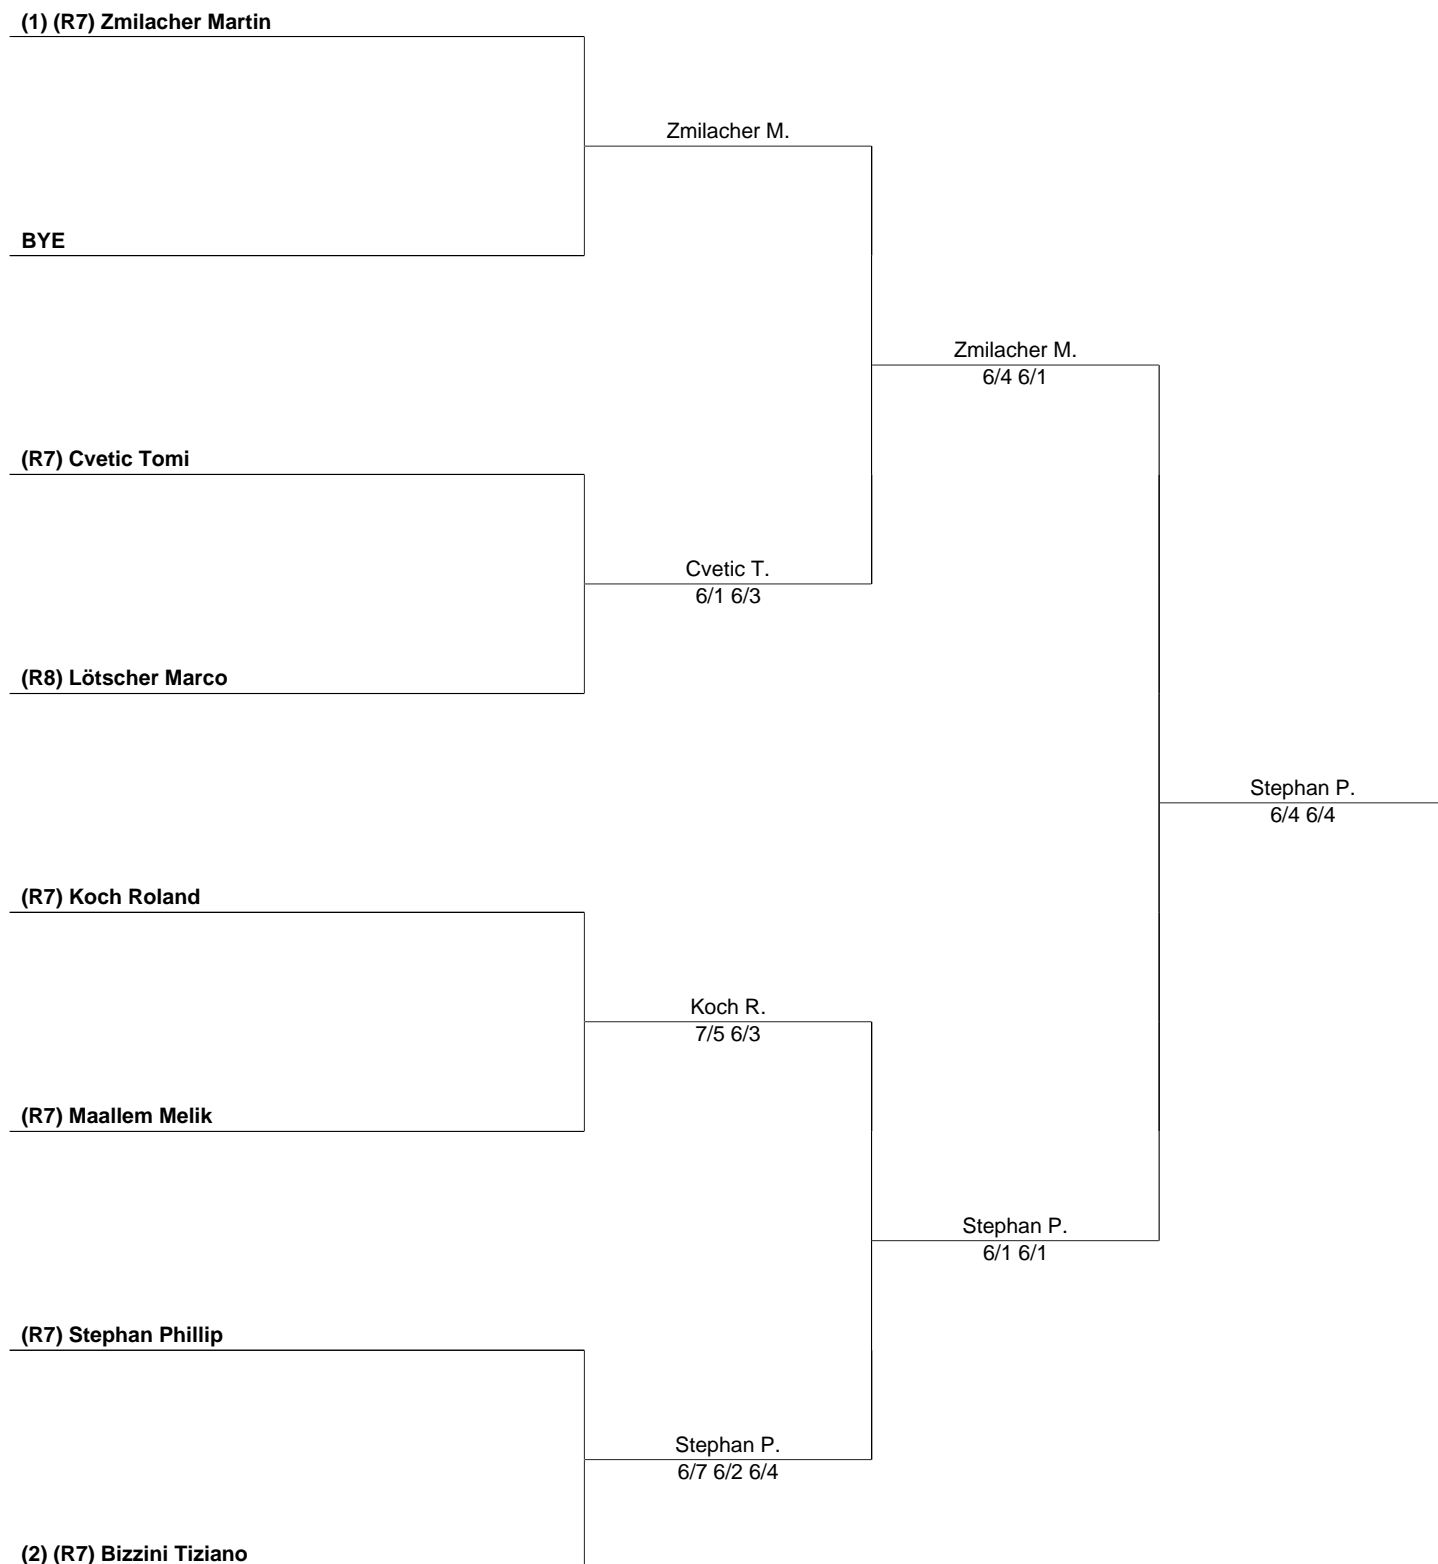 (1) (R7) Zmilacher Martin
Zmilacher M.
BYE
Zmilacher M.
6/4 6/1
(R7) Cvetic Tomi
Cvetic T.
6/1 6/3
(R8) Lötscher Marco
Stephan P.
6/4 6/4
(R7) Koch Roland
Koch R.
7/5 6/3
(R7) Maallem Melik
Stephan P.
6/1 6/1
(R7) Stephan Phillip
Stephan P.
6/7 6/2 6/4
(2) (R7) Bizzini Tiziano